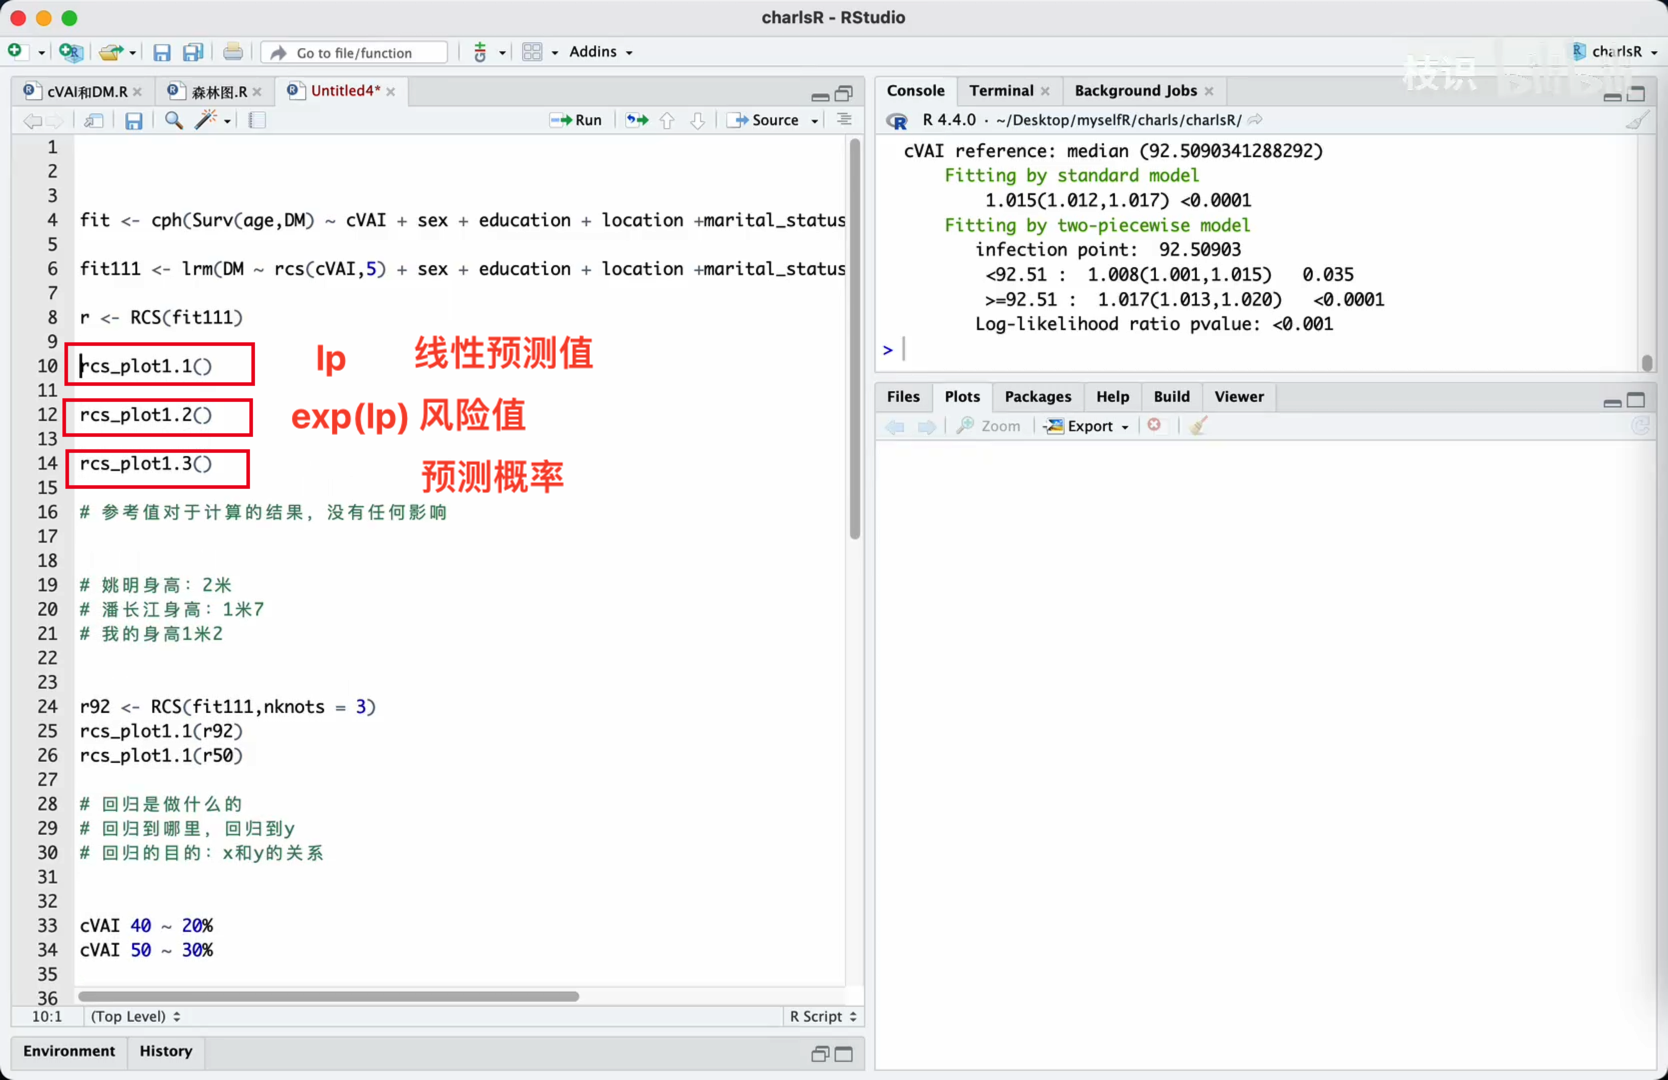 charlsR - RStudio
Go to file/function
Addins
charlsR
枝识 bilibili
cVAI和DM.R
森林图.R
Untitled4*
Run
Source
1
2
3
4 fit <- cph(Surv(age,DM) ~ cVAI + sex + education + location +marital_status
5
6 fit111 <- lrm(DM ~ rcs(cVAI,5) + sex + education + location +marital_status
7
8 r <- RCS(fit111)
9
10 rcs_plot1.1() lp 线性预测值
11
12 rcs_plot1.2() exp(lp) 风险值
13
14 rcs_plot1.3() 预测概率
15
16 # 参考值对于计算的结果，没有任何影响
17
18
19 # 姚明身高：2米
20 # 潘长江身高：1米7
21 # 我的身高1米2
22
23
24 r92 <- RCS(fit111,nknots = 3)
25 rcs_plot1.1(r92)
26 rcs_plot1.1(r50)
27
28 # 回归是做什么的
29 # 回归到哪里，回归到y
30 # 回归的目的：x和y的关系
31
32
33 cVAI 40 ~ 20%
34 cVAI 50 ~ 30%
35
36
10:1 (Top Level) R Script
Environment History
Console Terminal Background Jobs
R 4.4.0 · ~/Desktop/myselfR/charls/charlsR/
cVAI reference: median (92.5090341288292)
Fitting by standard model
1.015(1.012,1.017) <0.0001
Fitting by two-piecewise model
infection point: 92.50903
<92.51 : 1.008(1.001,1.015) 0.035
>=92.51 : 1.017(1.013,1.020) <0.0001
Log-likelihood ratio pvalue: <0.001
>
Files Plots Packages Help Build Viewer
Zoom Export